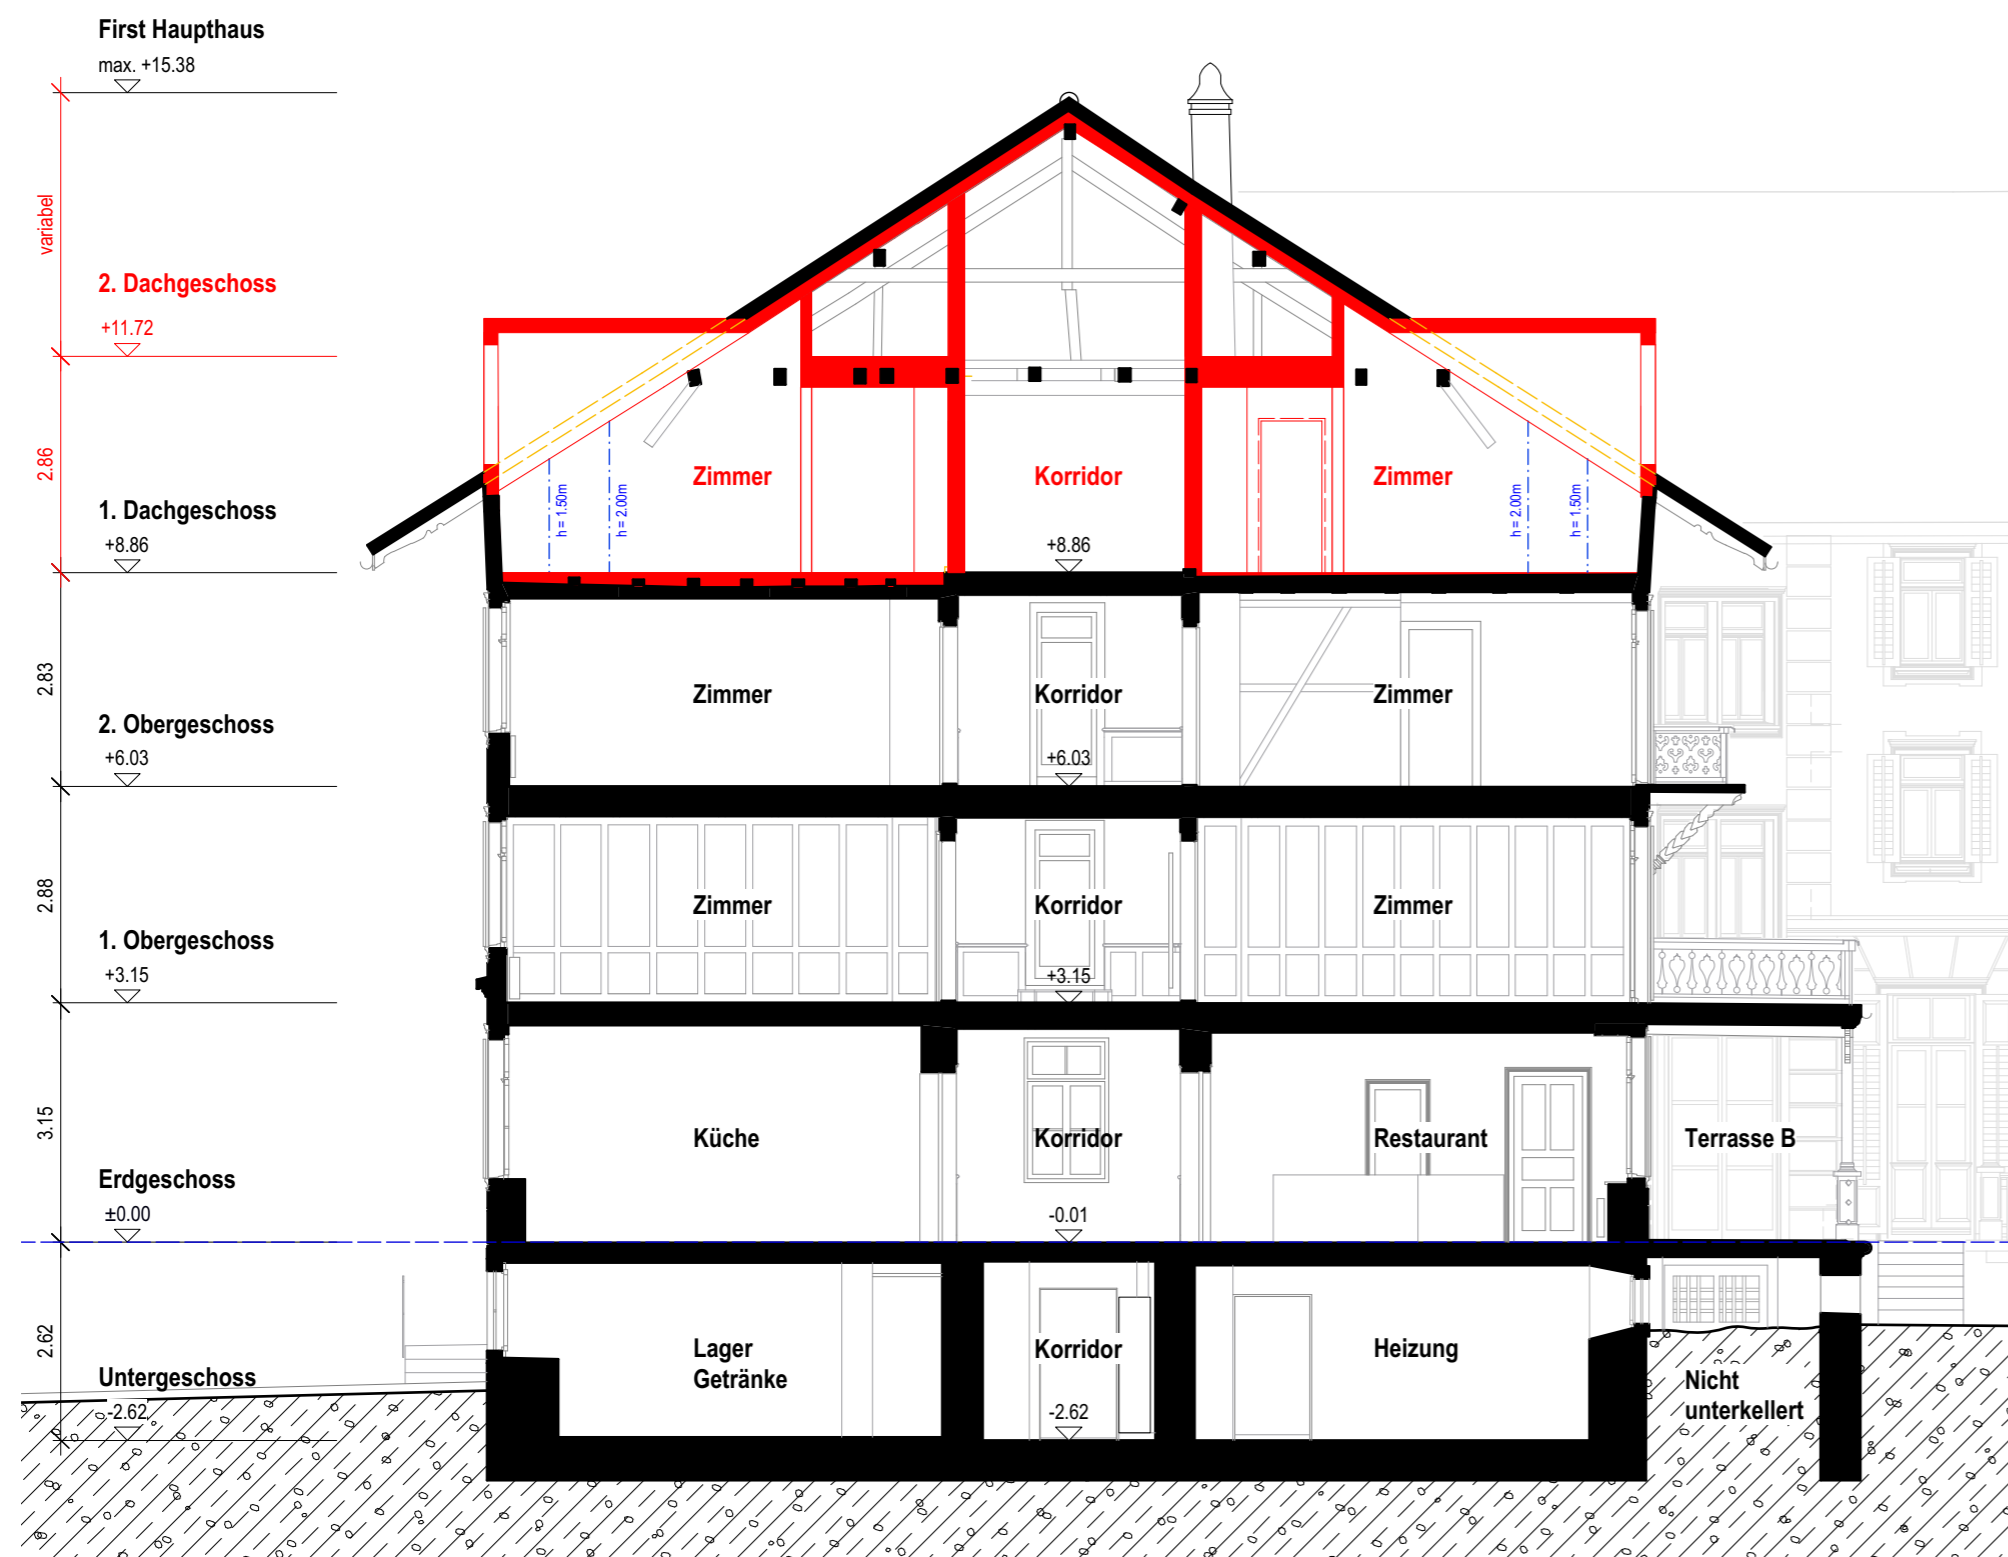 First Haupthaus
max. +15.38
variabel
2. Dachgeschoss
+11.72
2.86
Zimmer
Korridor
Zimmer
h = 1.50m
h = 2.00m
h = 2.00m
h = 1.50m
1. Dachgeschoss
+8.86
+8.86
2.83
Zimmer
Korridor
Zimmer
2. Obergeschoss
+6.03
+6.03
2.88
Zimmer
Korridor
Zimmer
1. Obergeschoss
+3.15
+3.15
3.15
Küche
Korridor
Restaurant
Terrasse B
Erdgeschoss
±0.00
-0.01
2.62
Lager
Getränke
Korridor
Heizung
Untergeschoss
-2.62
-2.62
Nicht
unterkellert